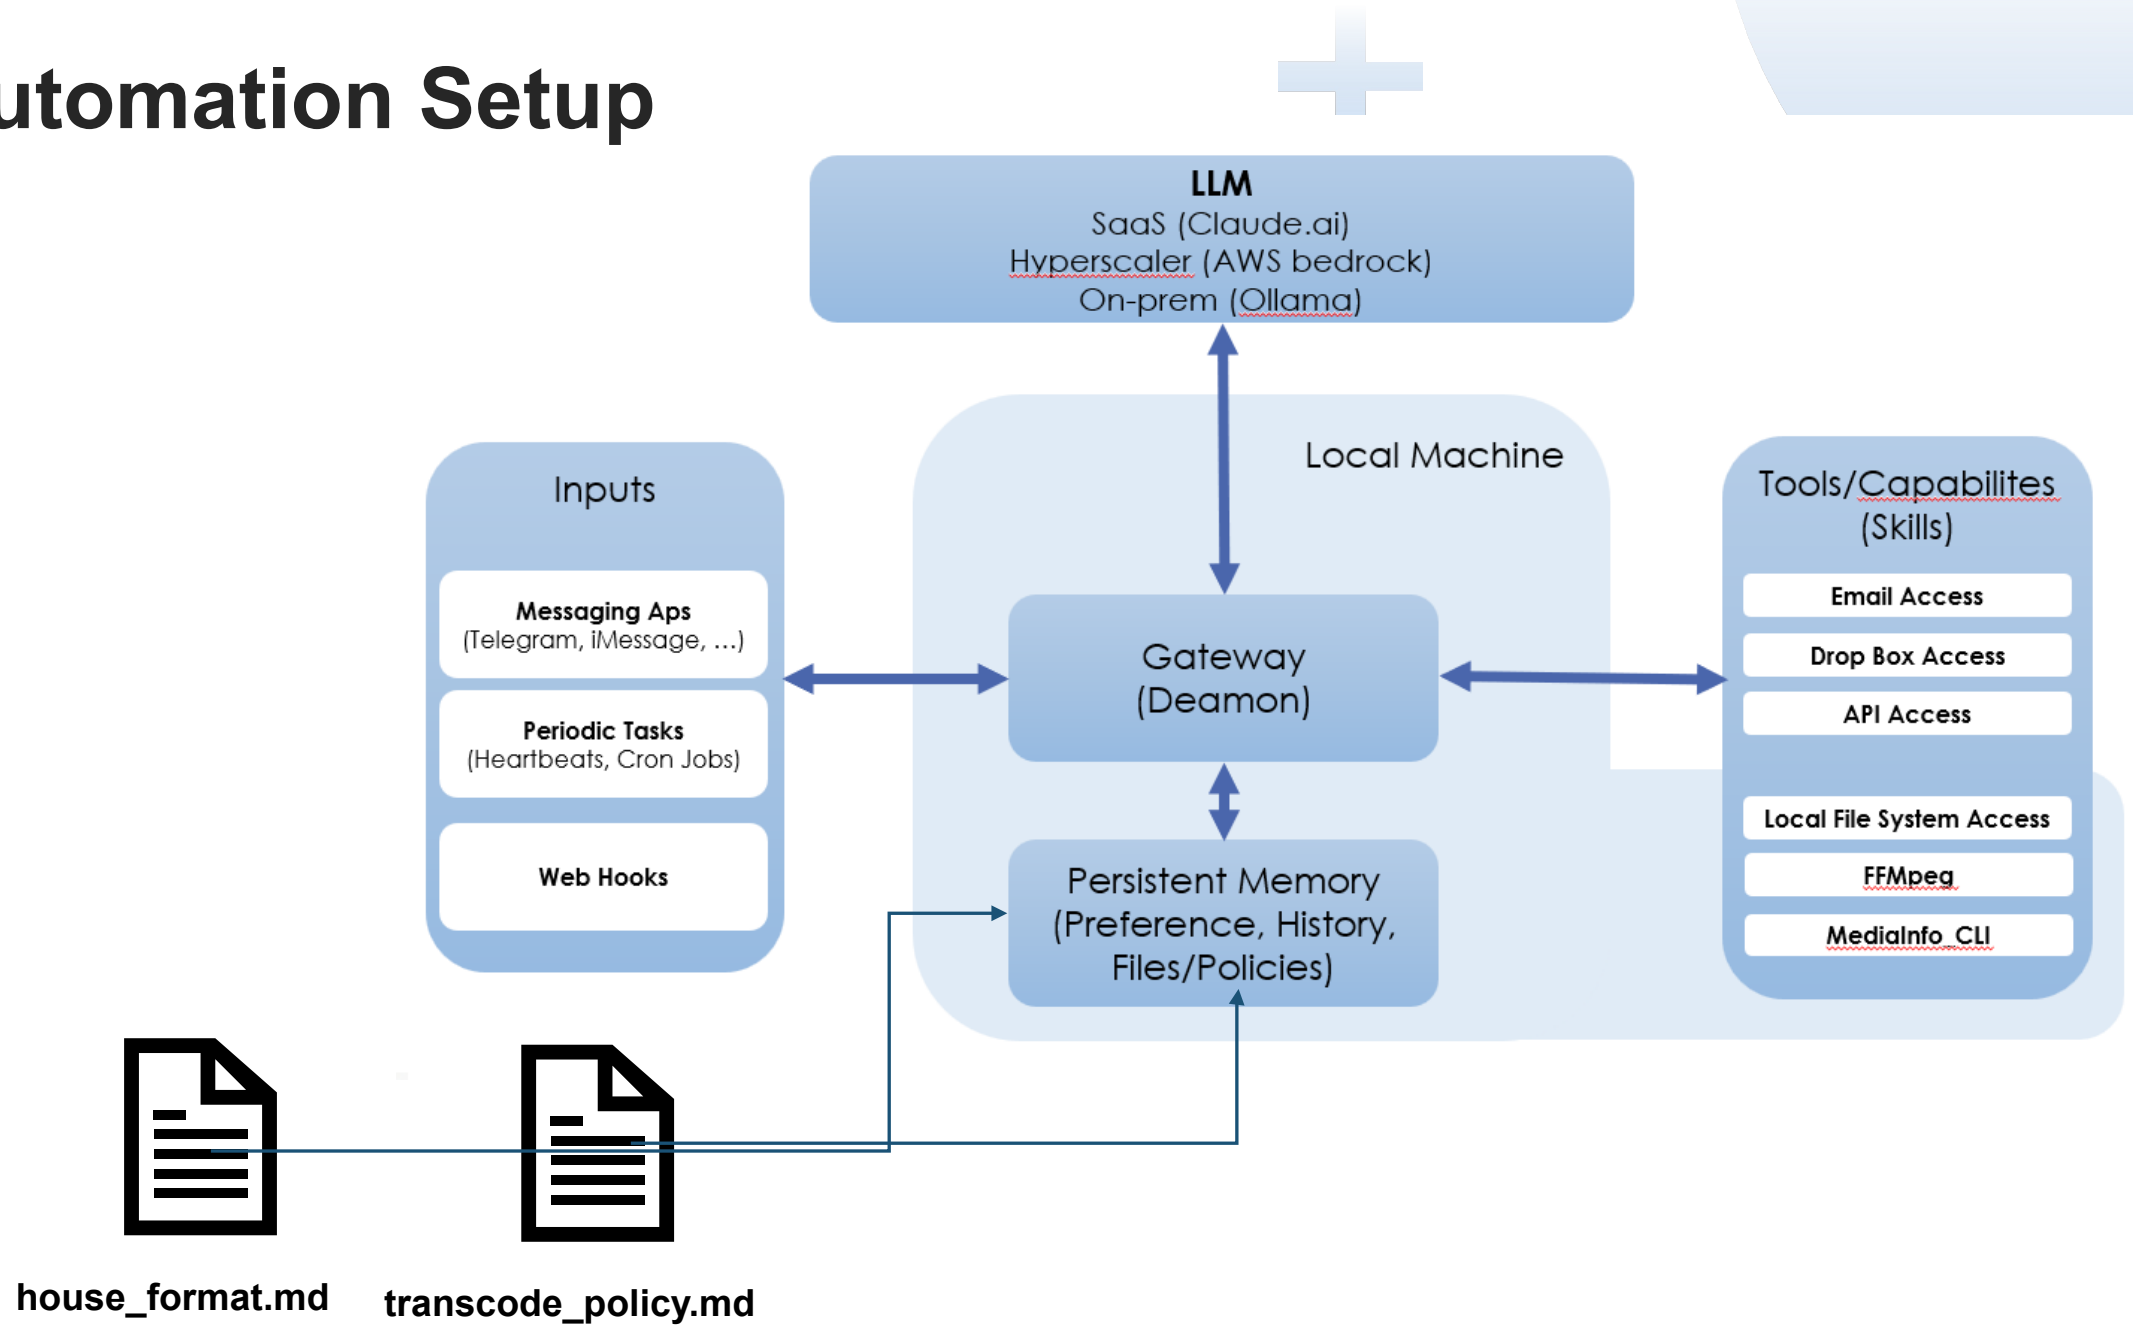 utomation Setup
LLM
SaaS (Claude.ai)
Hyperscaler (AWS bedrock)
On-prem (Ollama)
Local Machine
Inputs
Messaging Aps
(Telegram, iMessage, ...)
Periodic Tasks
(Heartbeats, Cron Jobs)
Web Hooks
Gateway
(Deamon)
Persistent Memory
(Preference, History,
Files/Policies)
Tools/Capabilites
(Skills)
Email Access
Drop Box Access
API Access
Local File System Access
FFMpeg
MediaInfo_CLI
house_format.md
transcode_policy.md